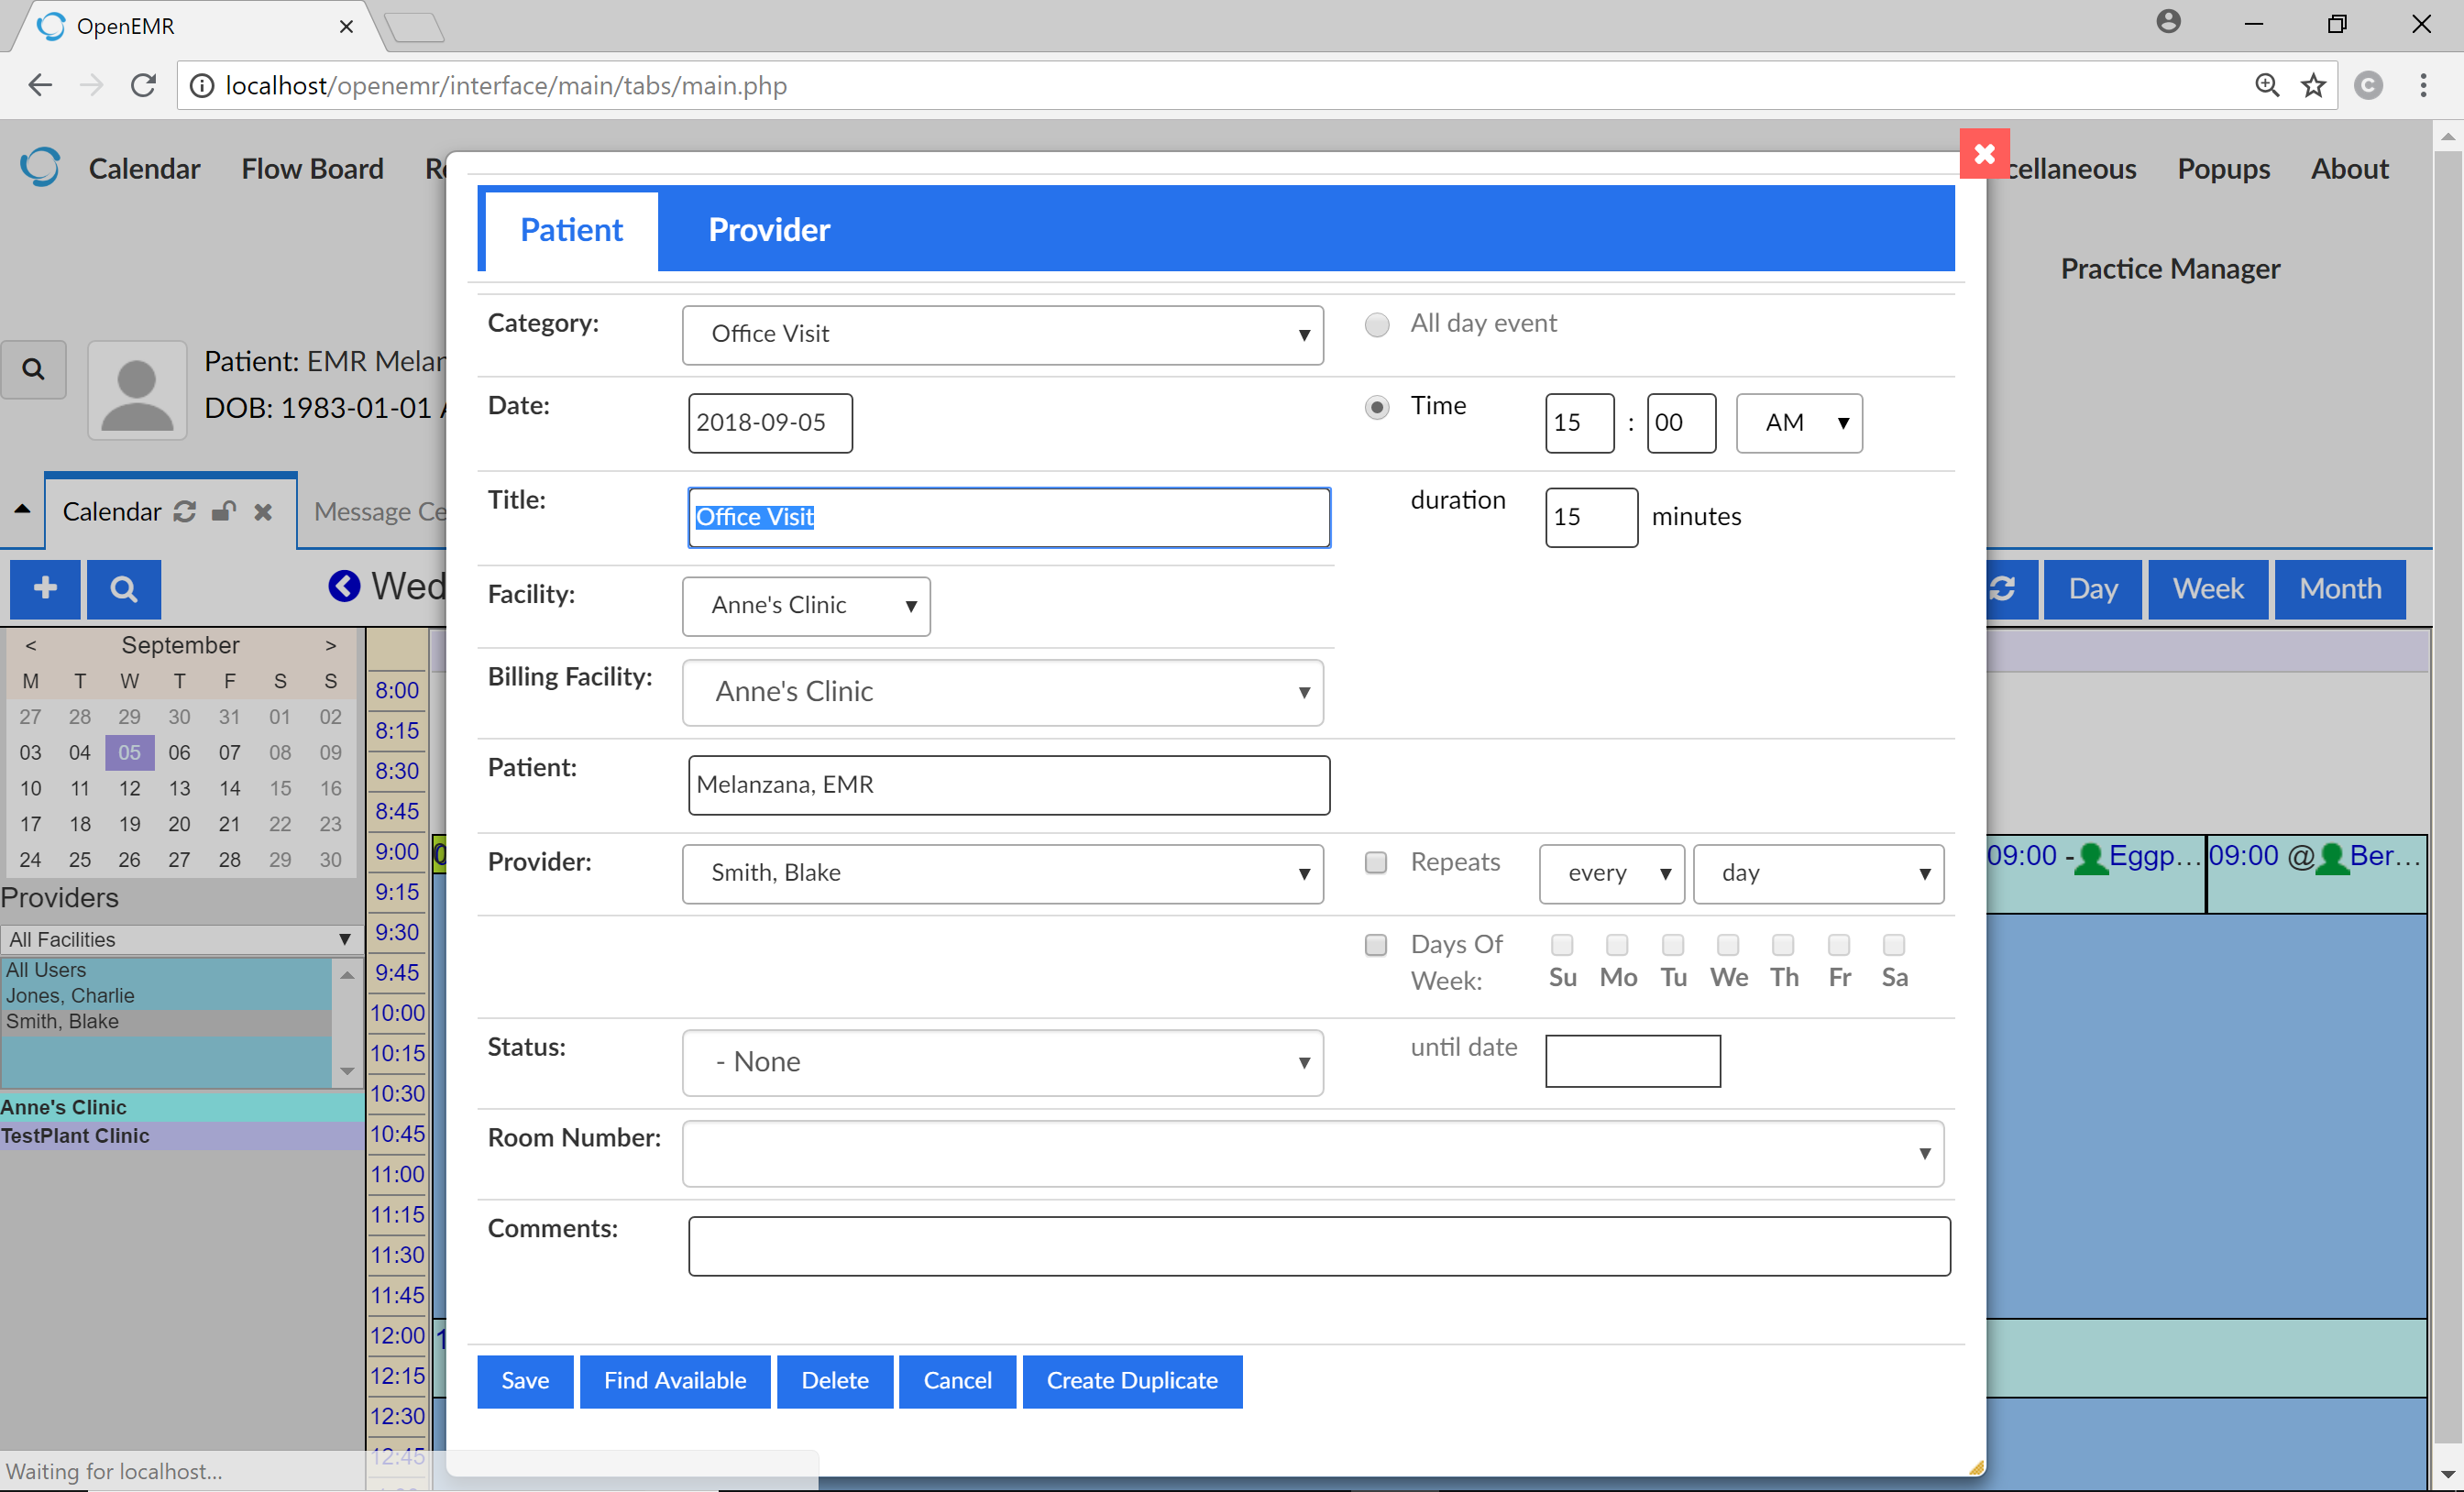 OpenEMR
localhost/openemr/interface/main/tabs/main.php
Calendar Flow Board
cellaneous Popups About
Practice Manager
Patient: EMR Melan
DOB: 1983-01-01
Calendar Message Ce
Wed
Day Week Month
< September >
M T W T F S S
27 28 29 30 31 01 02
03 04 05 06 07 08 09
10 11 12 13 14 15 16
17 18 19 20 21 22 23
24 25 26 27 28 29 30
Providers
All Facilities
All Users
Jones, Charlie
Smith, Blake
Anne's Clinic
TestPlant Clinic
8:00
8:15
8:30
8:45
9:00
9:15
9:30
9:45
10:00
10:15
10:30
10:45
11:00
11:15
11:30
11:45
12:00
12:15
12:30
12:45
Patient Provider
Category: Office Visit All day event
Date: 2018-09-05 Time 15 : 00 AM
Title: Office Visit duration 15 minutes
Facility: Anne's Clinic
Billing Facility: Anne's Clinic
Patient: Melanzana, EMR
Provider: Smith, Blake Repeats every day
Days Of Week: Su Mo Tu We Th Fr Sa
Status: - None until date
Room Number:
Comments:
Save Find Available Delete Cancel Create Duplicate
09:00 - Eggp... 09:00 @ Ber...
Waiting for localhost...